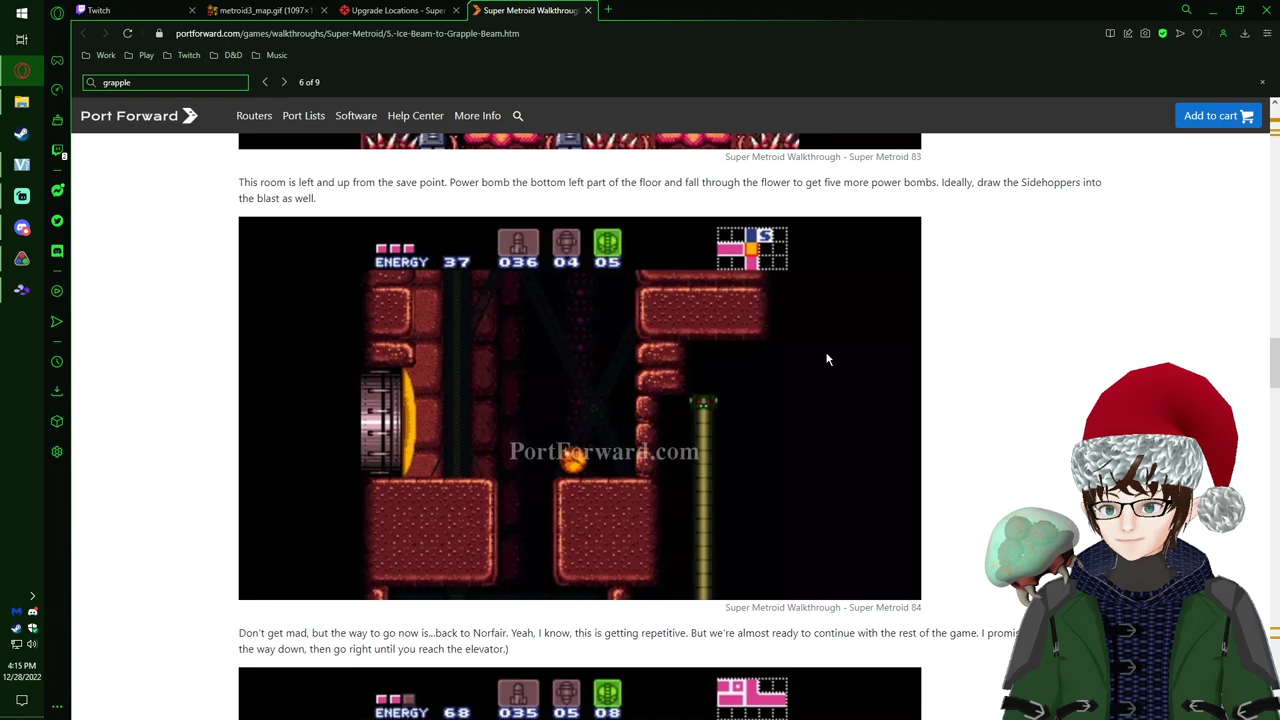 Twitch
metroid3_map.gif (1097×1
Upgrade Locations - Super
Super Metroid Walkthroug
portforward.com/games/walkthroughs/Super-Metroid/5.-Ice-Beam-to-Grapple-Beam.htm
Work Play Twitch D&D Music
grapple 6 of 9
Port Forward Routers Port Lists Software Help Center More Info Add to cart
Super Metroid Walkthrough - Super Metroid 83
This room is left and up from the save point. Power bomb the bottom left part of the floor and fall through the flower to get five more power bombs. Ideally, draw the Sidehoppers into
the blast as well.
S
ENERGY 37 036 04 05
PortForward.com
Super Metroid Walkthrough - Super Metroid 84
Don't get mad, but the way to go now is...back to Norfair. Yeah, I know, this is getting repetitive. But we're almost ready to continue with the rest of the game. I promis
the way down, then go right until you reach the elevator.)
ENERGY 68 035 05 08
2
4:15 PM
12/28/2022